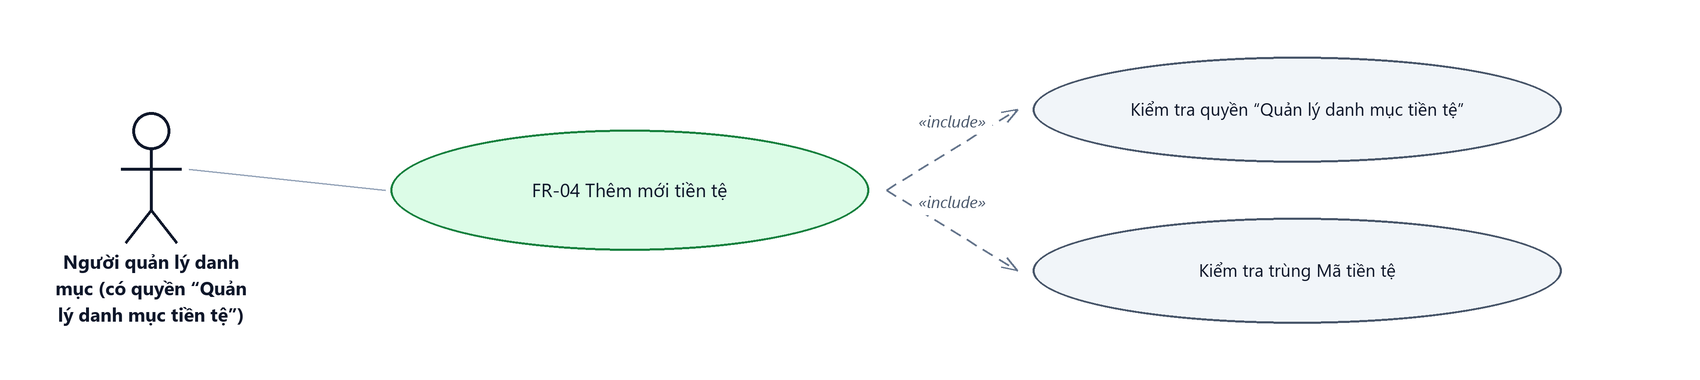 «include»
Kiểm tra quyền “Quản lý danh mục tiền tệ”
FR-04 Thêm mới tiền tệ
«include»
Kiểm tra trùng Mã tiền tệ
Người quản lý danh
mục (có quyền “Quản
lý danh mục tiền tệ”)